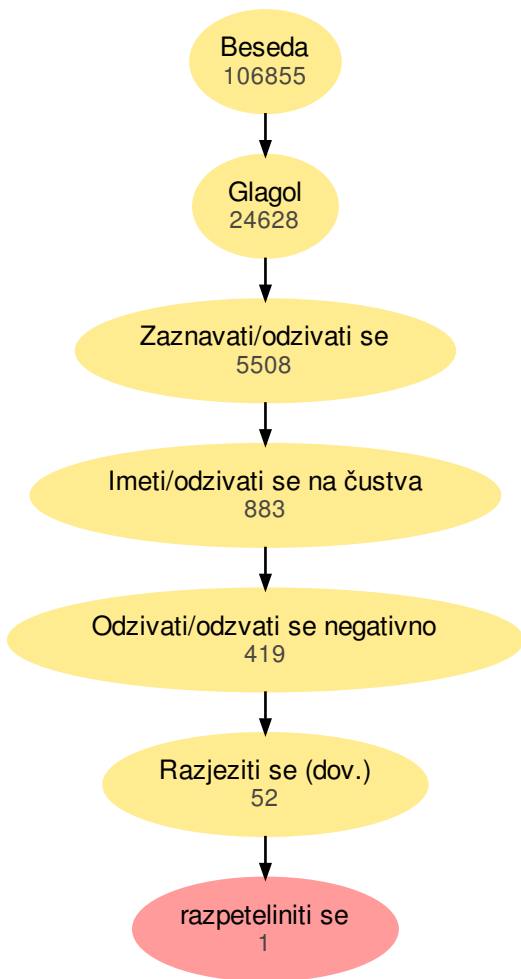 Beseda
106855
Glagol
24628
Zaznavati/odzivati se
5508
Imeti/odzivati se na čustva
883
Odzivati/odzvati se negativno
419
Razjeziti se (dov.)
52
razpeteliniti se
1